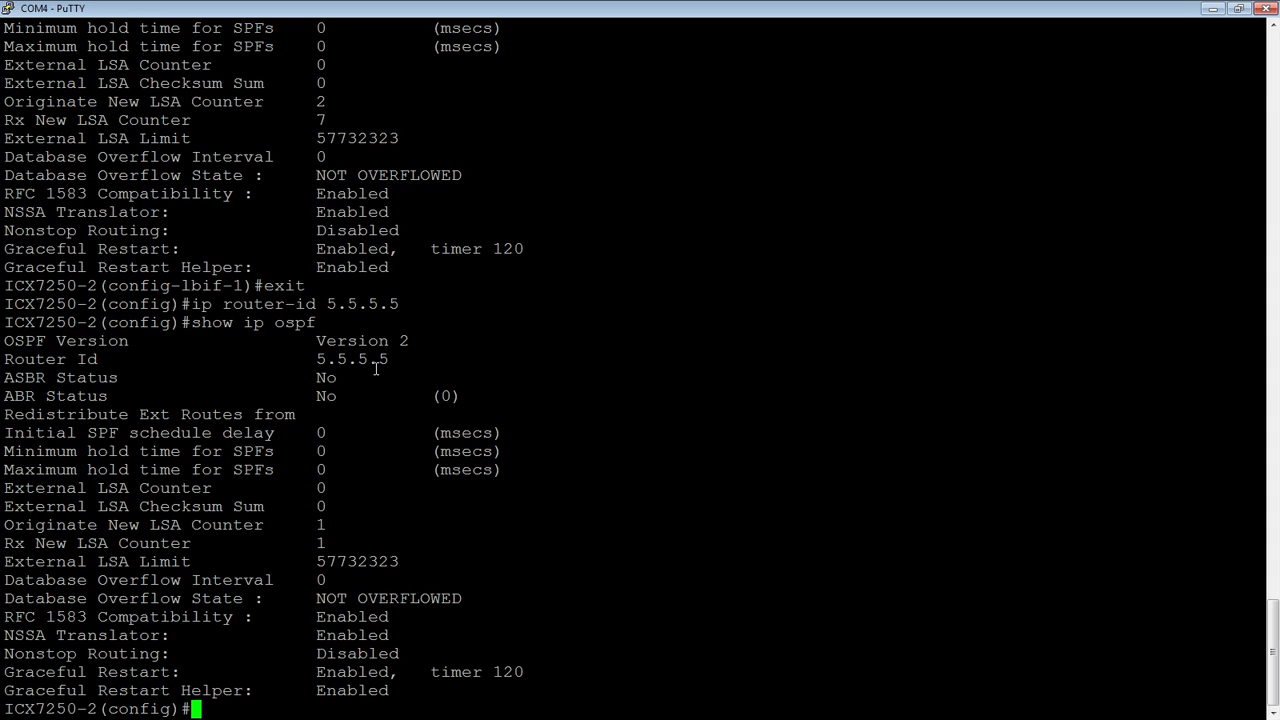 COM4 - PuTTY
Minimum hold time for SPFs 0 (msecs)
Maximum hold time for SPFs 0 (msecs)
External LSA Counter 0
External LSA Checksum Sum 0
Originate New LSA Counter 2
Rx New LSA Counter 7
External LSA Limit 57732323
Database Overflow Interval 0
Database Overflow State : NOT OVERFLOWED
RFC 1583 Compatibility : Enabled
NSSA Translator: Enabled
Nonstop Routing: Disabled
Graceful Restart: Enabled, timer 120
Graceful Restart Helper: Enabled
ICX7250-2(config-lbif-1)#exit
ICX7250-2(config)#ip router-id 5.5.5.5
ICX7250-2(config)#show ip ospf
OSPF Version Version 2
Router Id 5.5.5.5
ASBR Status No
ABR Status No (0)
Redistribute Ext Routes from
Initial SPF schedule delay 0 (msecs)
Minimum hold time for SPFs 0 (msecs)
Maximum hold time for SPFs 0 (msecs)
External LSA Counter 0
External LSA Checksum Sum 0
Originate New LSA Counter 1
Rx New LSA Counter 1
External LSA Limit 57732323
Database Overflow Interval 0
Database Overflow State : NOT OVERFLOWED
RFC 1583 Compatibility : Enabled
NSSA Translator: Enabled
Nonstop Routing: Disabled
Graceful Restart: Enabled, timer 120
Graceful Restart Helper: Enabled
ICX7250-2(config)#